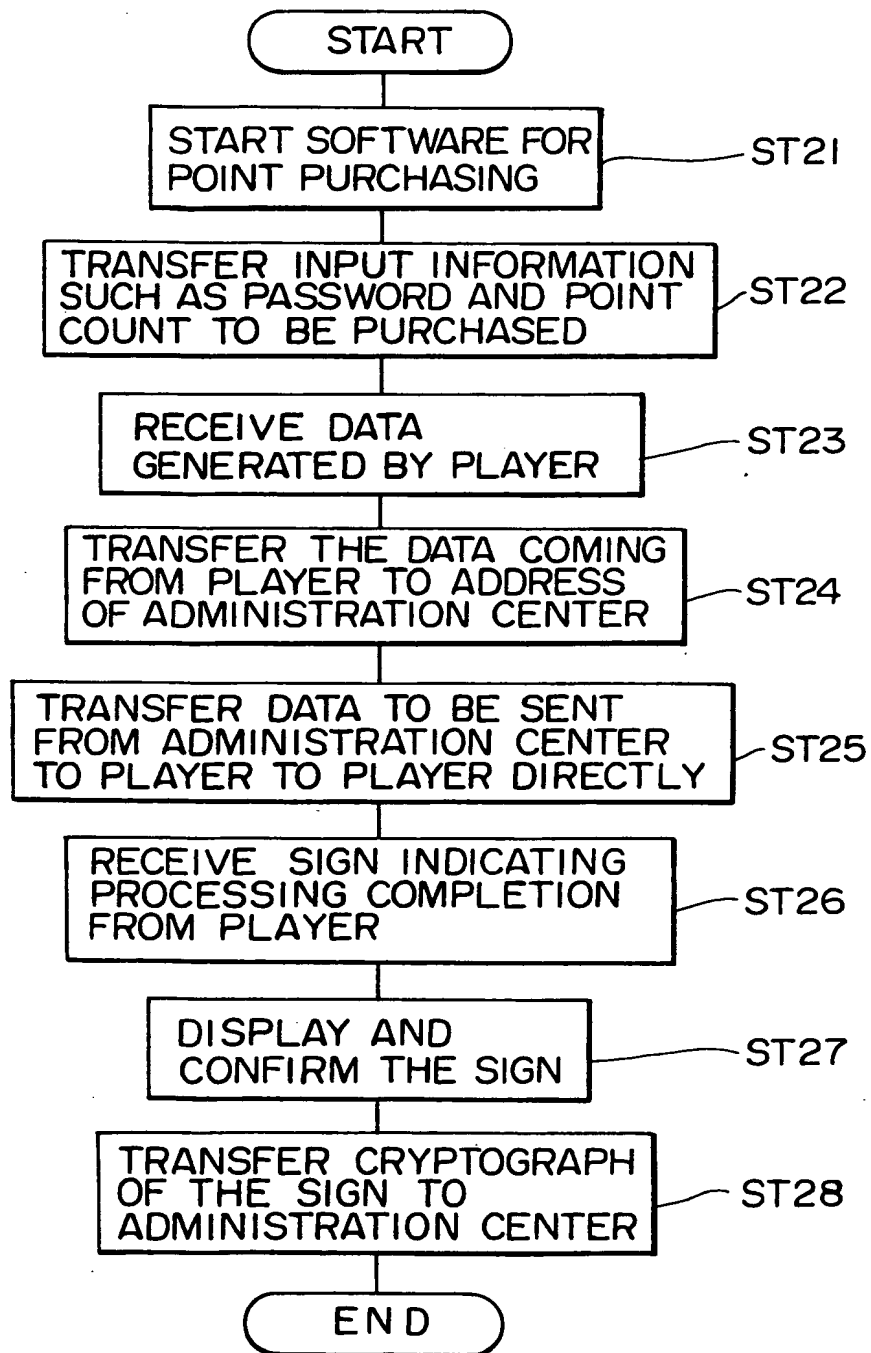 START
START SOFTWARE FOR
POINT PURCHASING
ST21
TRANSFER INPUT INFORMATION
SUCH AS PASSWORD AND POINT
COUNT TO BE PURCHASED
ST22
RECEIVE DATA
GENERATED BY PLAYER
ST23
TRANSFER THE DATA COMING
FROM PLAYER TO ADDRESS
OF ADMINISTRATION CENTER
ST24
TRANSFER DATA TO BE SENT
FROM ADMINISTRATION CENTER
TO PLAYER TO PLAYER DIRECTLY
ST25
RECEIVE SIGN INDICATING
PROCESSING COMPLETION
FROM PLAYER
ST26
DISPLAY AND
CONFIRM THE SIGN
ST27
TRANSFER CRYPTOGRAPH
OF THE SIGN TO
ADMINISTRATION CENTER
ST28
END